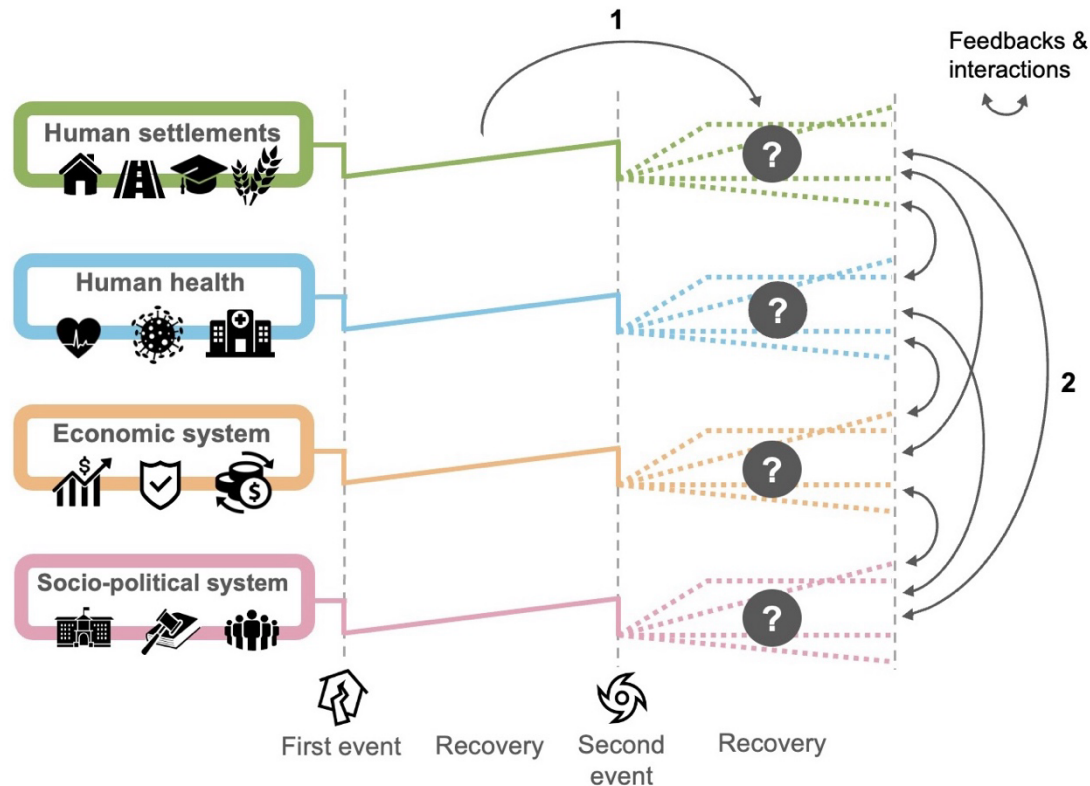 1
Feedbacks &
interactions
Human settlements
?
Human health
$
?
2
Economic system
$
$
?
Socio-political system
?
First event
Recovery
Second
event
Recovery